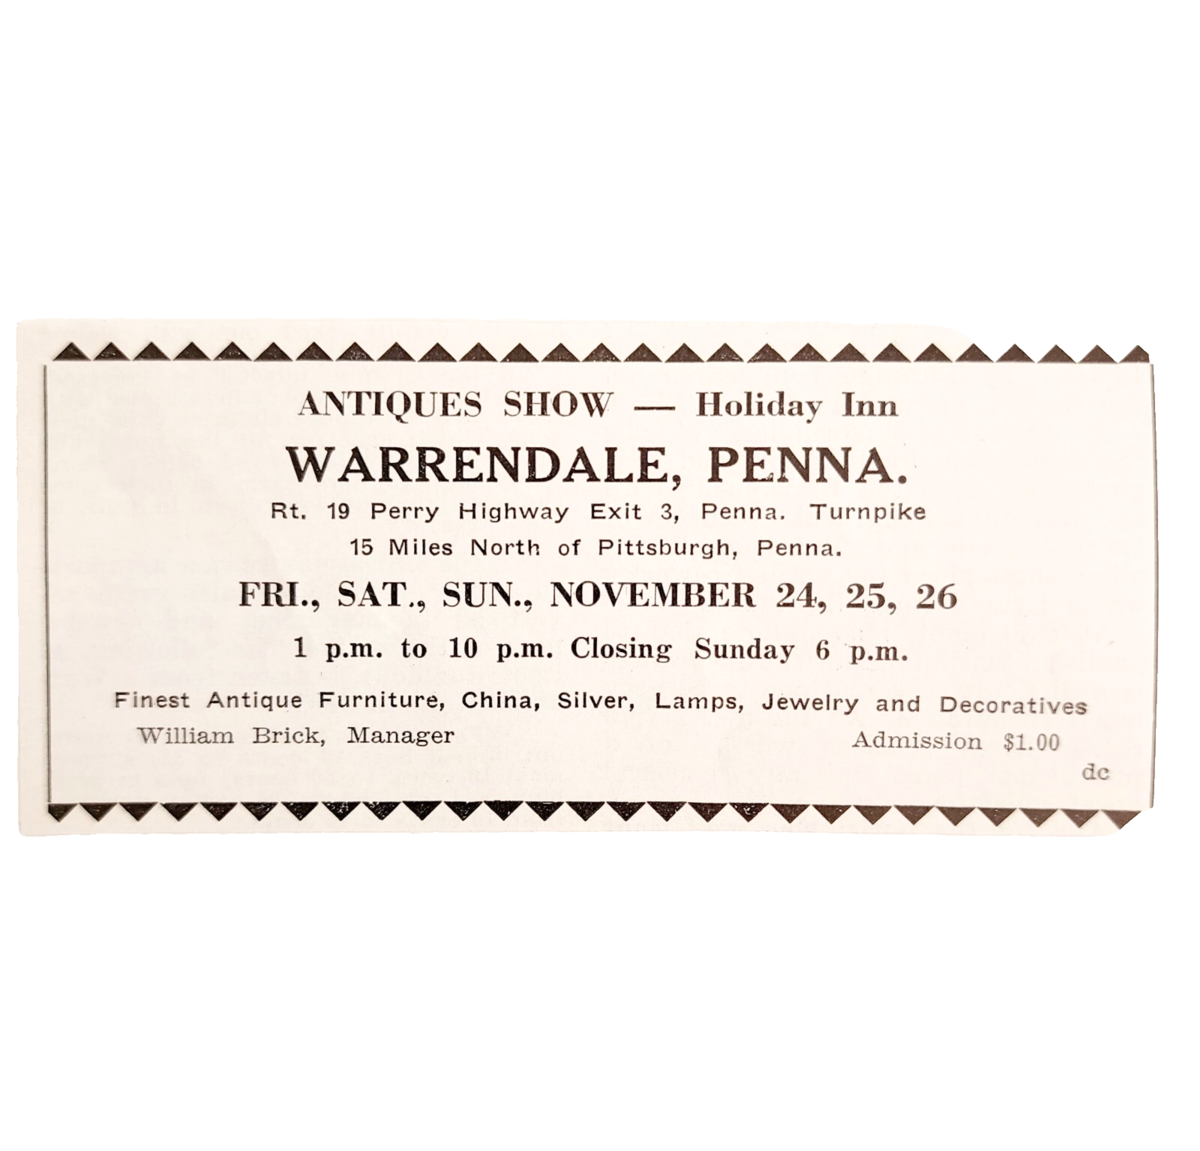 ANTIQUES SHOW — Holiday Inn
WARRENDALE, PENNA.
Rt. 19 Perry Highway Exit 3, Penna. Turnpike
15 Miles North of Pittsburgh, Penna.
FRI., SAT., SUN., NOVEMBER 24, 25, 26
1 p.m. to 10 p.m. Closing Sunday 6 p.m.
Finest Antique Furniture, China, Silver, Lamps, Jewelry and Decoratives
William Brick, Manager Admission $1.00
dc